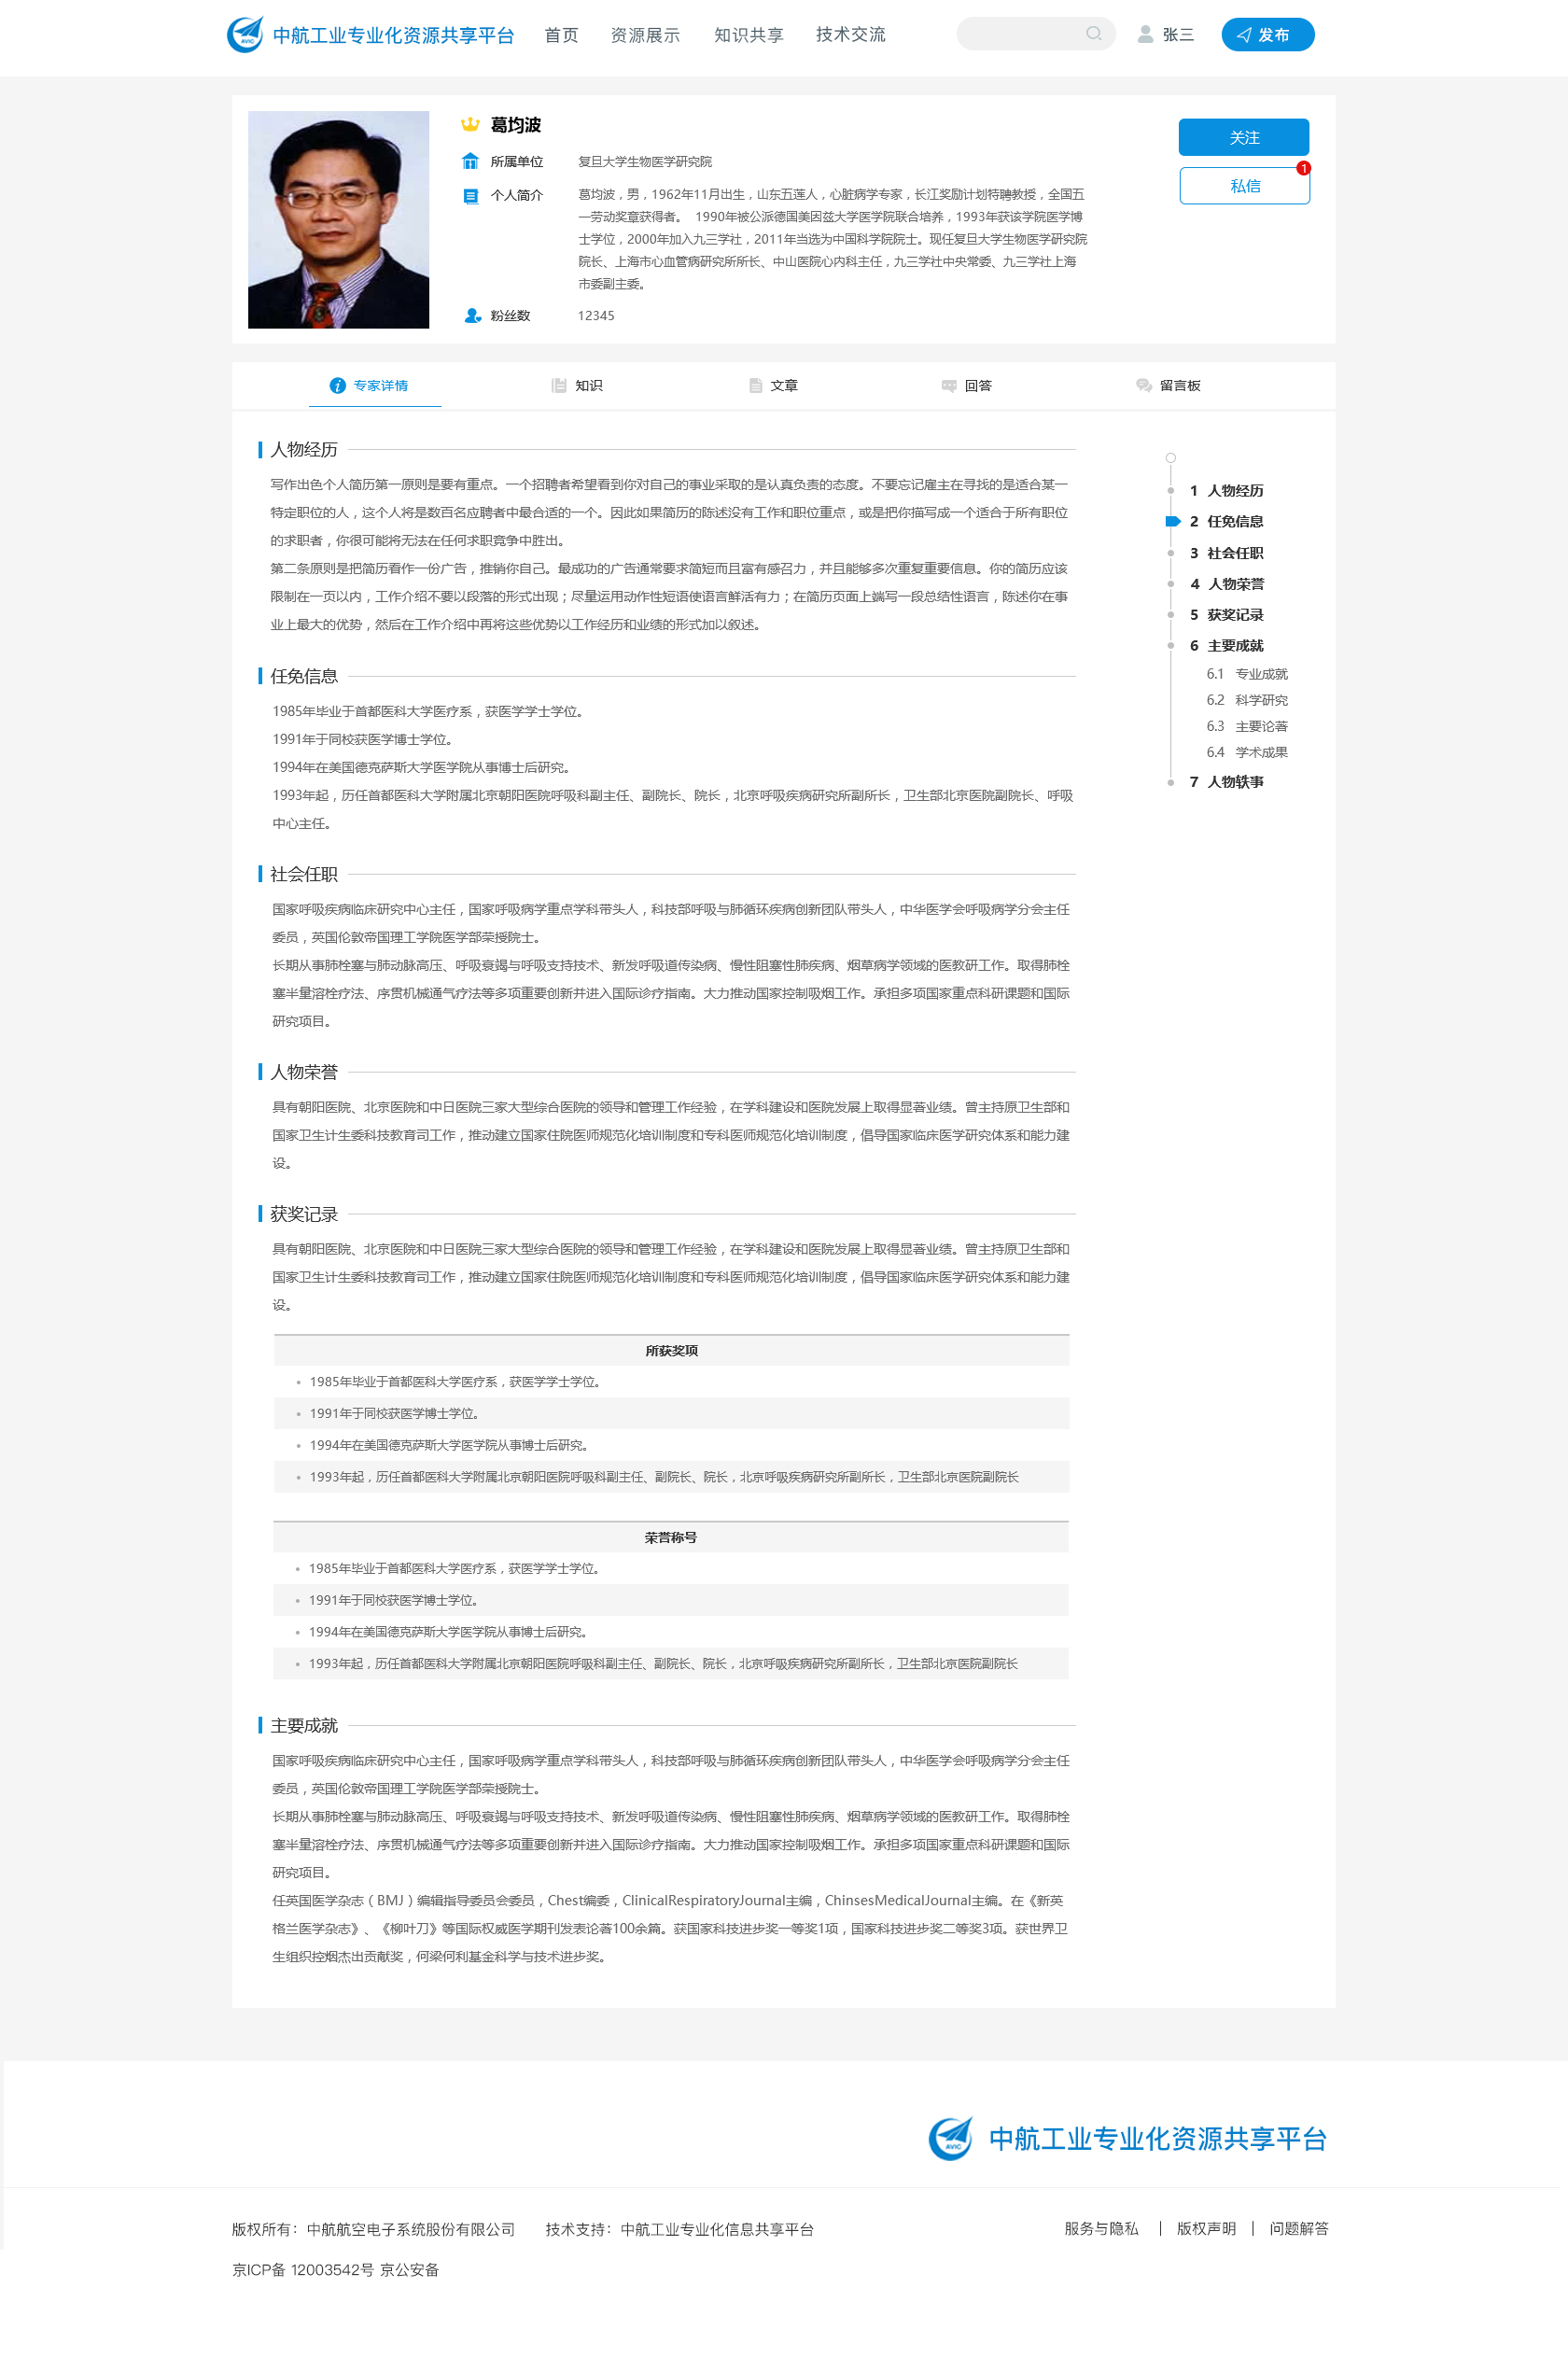 中航工业专业化资源共享平台 首页 资源展示 知识共享 技术交流 张三 发布
AVIC
葛均波
关注
所属单位 复旦大学生物医学研究院
1
私信
个人简介 葛均波，男，1962年11月出生，山东五莲人，心脏病学专家，长江奖励计划特聘教授，全国五
一劳动奖章获得者。 1990年被公派德国美因兹大学医学院联合培养，1993年获该学院医学博
士学位，2000年加入九三学社，2011年当选为中国科学院院士。现任复旦大学生物医学研究院
院长、上海市心血管病研究所所长、中山医院心内科主任，九三学社中央常委、九三学社上海
市委副主委。
粉丝数 12345
专家详情 知识 文章 回答 留言板
人物经历
写作出色个人简历第一原则是要有重点。一个招聘者希望看到你对自己的事业采取的是认真负责的态度。不要忘记雇主在寻找的是适合某一
特定职位的人，这个人将是数百名应聘者中最合适的一个。因此如果简历的陈述没有工作和职位重点，或是把你描写成一个适合于所有职位
的求职者，你很可能将无法在任何求职竞争中胜出。
第二条原则是把简历看作一份广告，推销你自己。最成功的广告通常要求简短而且富有感召力，并且能够多次重复重要信息。你的简历应该
限制在一页以内，工作介绍不要以段落的形式出现；尽量运用动作性短语使语言鲜活有力；在简历页面上端写一段总结性语言，陈述你在事
业上最大的优势，然后在工作介绍中再将这些优势以工作经历和业绩的形式加以叙述。
任免信息
1985年毕业于首都医科大学医疗系，获医学学士学位。
1991年于同校获医学博士学位。
1994年在美国德克萨斯大学医学院从事博士后研究。
1993年起，历任首都医科大学附属北京朝阳医院呼吸科副主任、副院长、院长，北京呼吸疾病研究所副所长，卫生部北京医院副院长、呼吸
中心主任。
社会任职
国家呼吸疾病临床研究中心主任，国家呼吸病学重点学科带头人，科技部呼吸与肺循环疾病创新团队带头人，中华医学会呼吸病学分会主任
委员，英国伦敦帝国理工学院医学部荣授院士。
长期从事肺栓塞与肺动脉高压、呼吸衰竭与呼吸支持技术、新发呼吸道传染病、慢性阻塞性肺疾病、烟草病学领域的医教研工作。取得肺栓
塞半量溶栓疗法、序贯机械通气疗法等多项重要创新并进入国际诊疗指南。大力推动国家控制吸烟工作。承担多项国家重点科研课题和国际
研究项目。
人物荣誉
具有朝阳医院、北京医院和中日医院三家大型综合医院的领导和管理工作经验，在学科建设和医院发展上取得显著业绩。曾主持原卫生部和
国家卫生计生委科技教育司工作，推动建立国家住院医师规范化培训制度和专科医师规范化培训制度，倡导国家临床医学研究体系和能力建
设。
获奖记录
具有朝阳医院、北京医院和中日医院三家大型综合医院的领导和管理工作经验，在学科建设和医院发展上取得显著业绩。曾主持原卫生部和
国家卫生计生委科技教育司工作，推动建立国家住院医师规范化培训制度和专科医师规范化培训制度，倡导国家临床医学研究体系和能力建
设。
所获奖项
1985年毕业于首都医科大学医疗系，获医学学士学位。
1991年于同校获医学博士学位。
1994年在美国德克萨斯大学医学院从事博士后研究。
1993年起，历任首都医科大学附属北京朝阳医院呼吸科副主任、副院长、院长，北京呼吸疾病研究所副所长，卫生部北京医院副院长
荣誉称号
1985年毕业于首都医科大学医疗系，获医学学士学位。
1991年于同校获医学博士学位。
1994年在美国德克萨斯大学医学院从事博士后研究。
1993年起，历任首都医科大学附属北京朝阳医院呼吸科副主任、副院长、院长，北京呼吸疾病研究所副所长，卫生部北京医院副院长
主要成就
国家呼吸疾病临床研究中心主任，国家呼吸病学重点学科带头人，科技部呼吸与肺循环疾病创新团队带头人，中华医学会呼吸病学分会主任
委员，英国伦敦帝国理工学院医学部荣授院士。
长期从事肺栓塞与肺动脉高压、呼吸衰竭与呼吸支持技术、新发呼吸道传染病、慢性阻塞性肺疾病、烟草病学领域的医教研工作。取得肺栓
塞半量溶栓疗法、序贯机械通气疗法等多项重要创新并进入国际诊疗指南。大力推动国家控制吸烟工作。承担多项国家重点科研课题和国际
研究项目。
任英国医学杂志（BMJ）编辑指导委员会委员，Chest编委，ClinicalRespiratoryJournal主编，ChinsesMedicalJournal主编。在《新英
格兰医学杂志》、《柳叶刀》等国际权威医学期刊发表论著100余篇。获国家科技进步奖一等奖1项，国家科技进步奖二等奖3项。获世界卫
生组织控烟杰出贡献奖，何梁何利基金科学与技术进步奖。
1 人物经历
2 任免信息
3 社会任职
4 人物荣誉
5 获奖记录
6 主要成就
6.1 专业成就
6.2 科学研究
6.3 主要论著
6.4 学术成果
7 人物轶事
AVIC
中航工业专业化资源共享平台
版权所有：中航航空电子系统股份有限公司 技术支持：中航工业专业化信息共享平台 服务与隐私 | 版权声明 | 问题解答
京ICP备 12003542号 京公安备